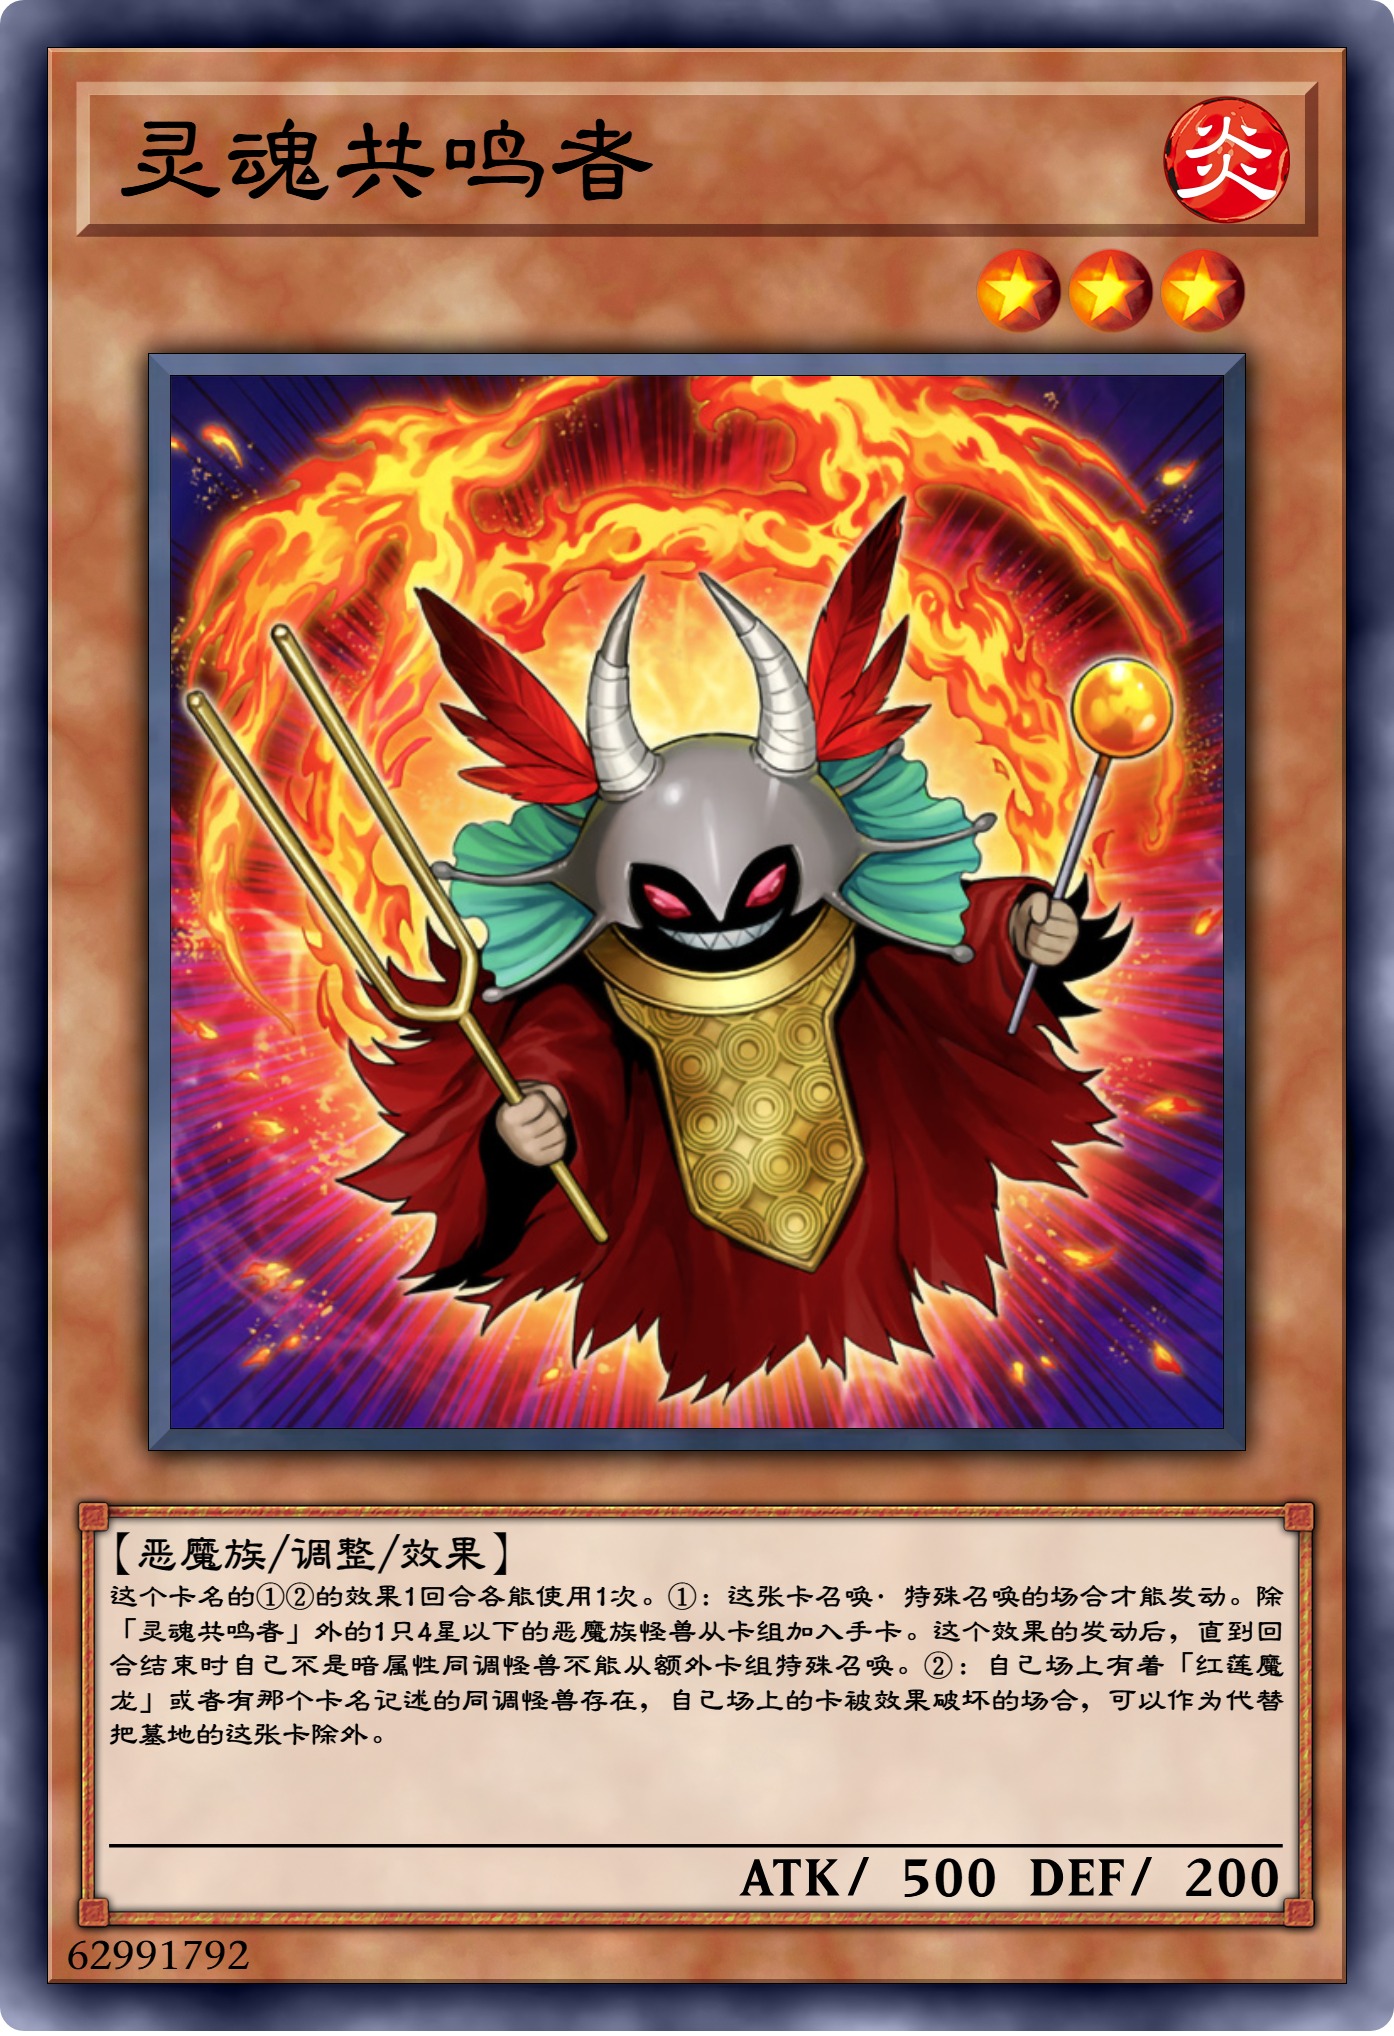 灵魂共鸣者
炎
【恶魔族/调整/效果】
这个卡名的①②的效果1回合各能使用1次。①：这张卡召唤·特殊召唤的场合才能发动。除
「灵魂共鸣者」外的1只4星以下的恶魔族怪兽从卡组加入手卡。这个效果的发动后，直到回
合结束时自己不是暗属性同调怪兽不能从额外卡组特殊召唤。②：自己场上有着「红莲魔
龙」或者有那个卡名记述的同调怪兽存在，自己场上的卡被效果破坏的场合，可以作为代替
把墓地的这张卡除外。
ATK/ 500 DEF/ 200
62991792